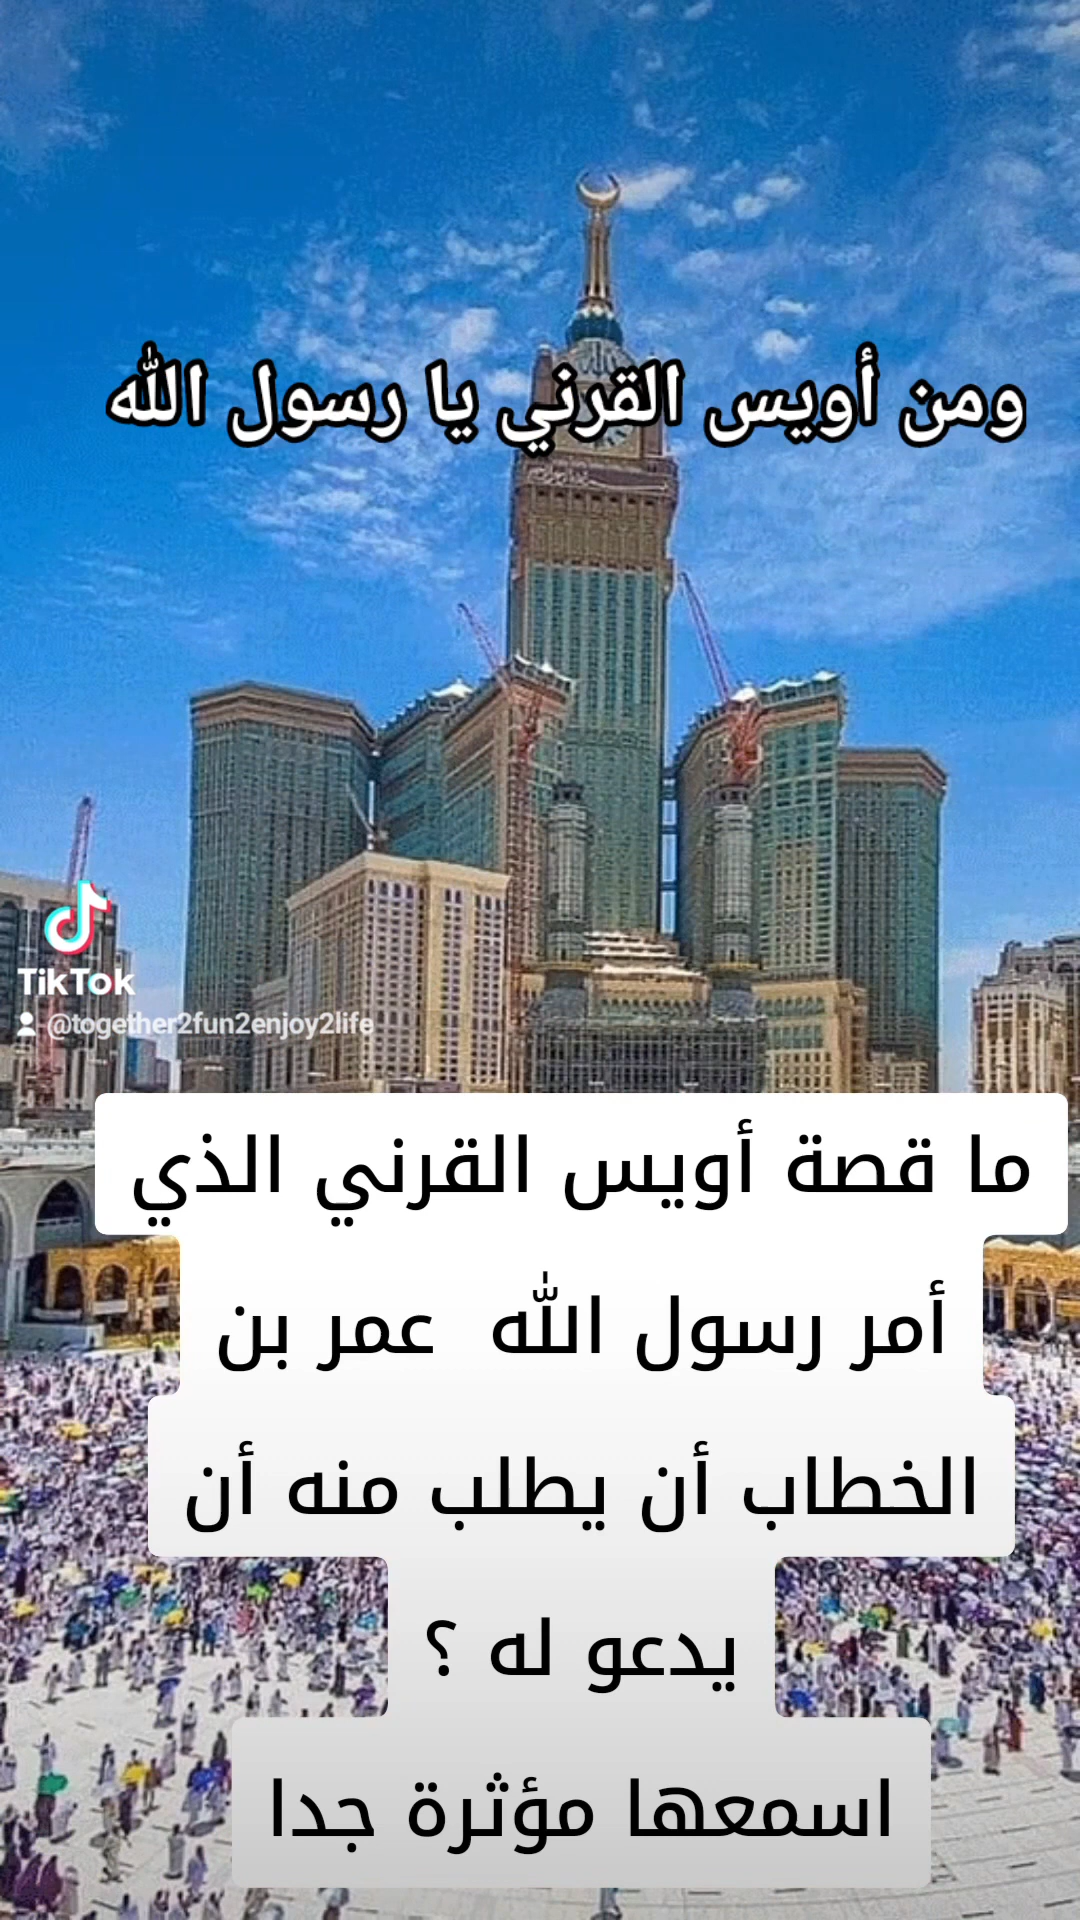 ومن أويس القرني يا رسول الله
TikTok
@together2fun2enjoy2life
ما قصة أويس القرني الذي
أمر رسول الله عمر بن
الخطاب أن يطلب منه أن
يدعو له ؟
اسمعها مؤثرة جدا